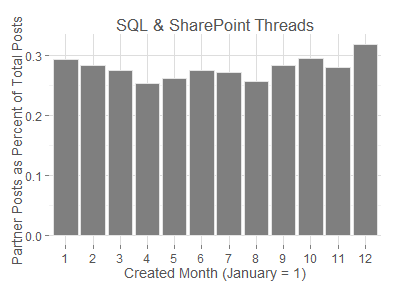 SQL & SharePoint Threads
Partner Posts as Percent of Total Posts
0.3
0.2
0.1
0.0
1 2 3 4 5 6 7 8 9 10 11 12
Created Month (January = 1)